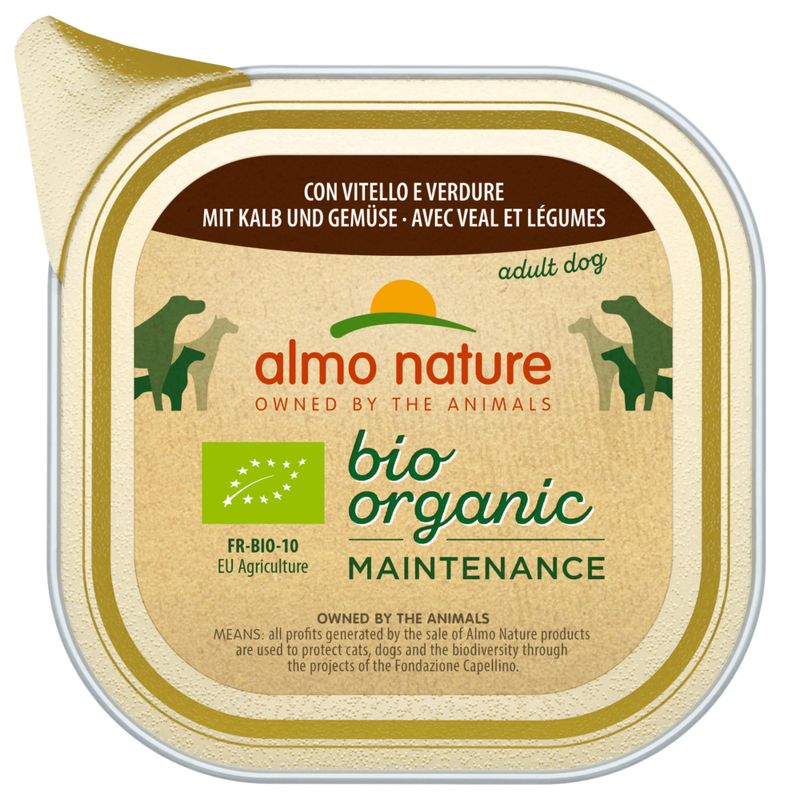 CON VITELLO E VERDURE
MIT KALB UND GEMÜSE · AVEC VEAL ET LÉGUMES
adult dog
almo nature
OWNED BY THE ANIMALS
bio
organic
MAINTENANCE
FR-BIO-10
EU Agriculture
OWNED BY THE ANIMALS
MEANS: all profits generated by the sale of Almo Nature products
are used to protect cats, dogs and the biodiversity through
the projects of the Fondazione Capellino.